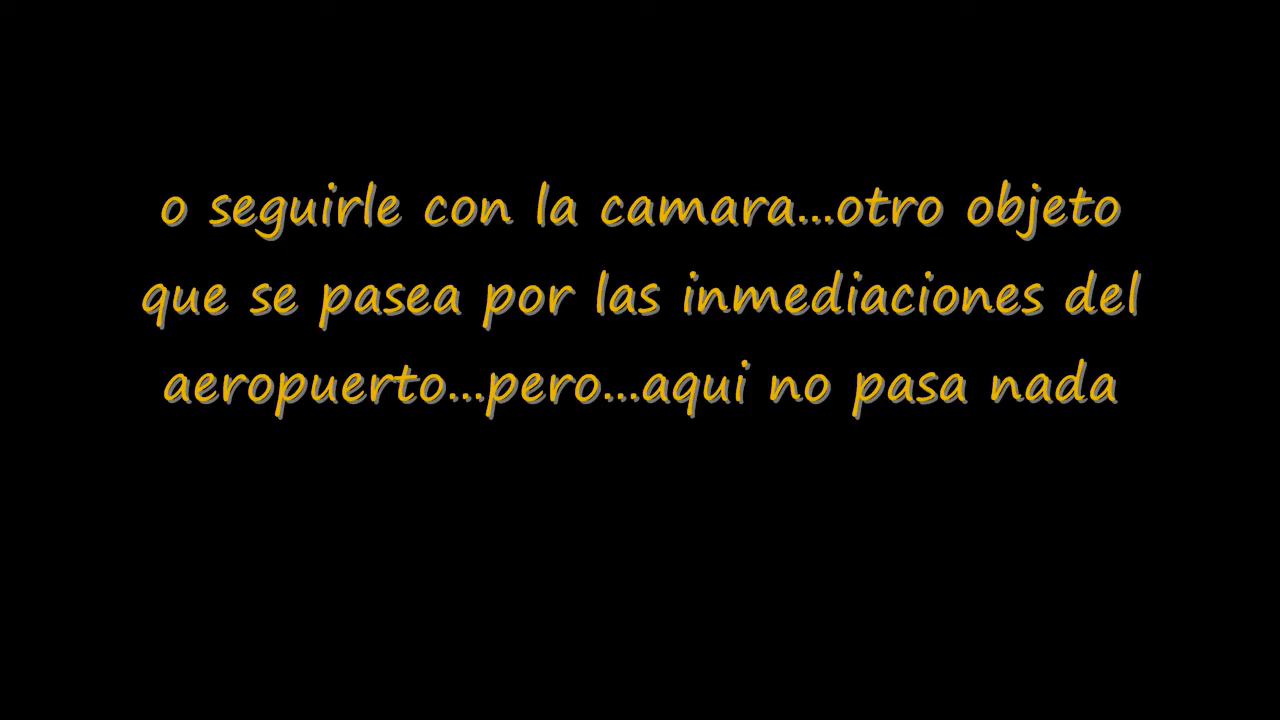 o seguirle con la camara...otro objeto
que se pasea por las inmediaciones del
aeropuerto...pero...aqui no pasa nada